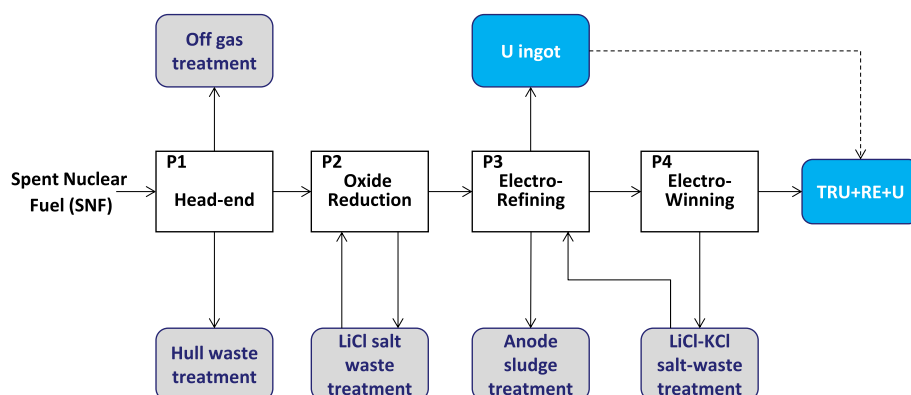 Off gas
treatment
U ingot
P1
Head-end
P2
Oxide
Reduction
P3
Electro-
Refining
P4
Electro-
Winning
Spent Nuclear
Fuel (SNF)
TRU+RE+U
Hull waste
treatment
LiCl salt
waste
treatment
Anode
sludge
treatment
LiCl-KCl
salt-waste
treatment